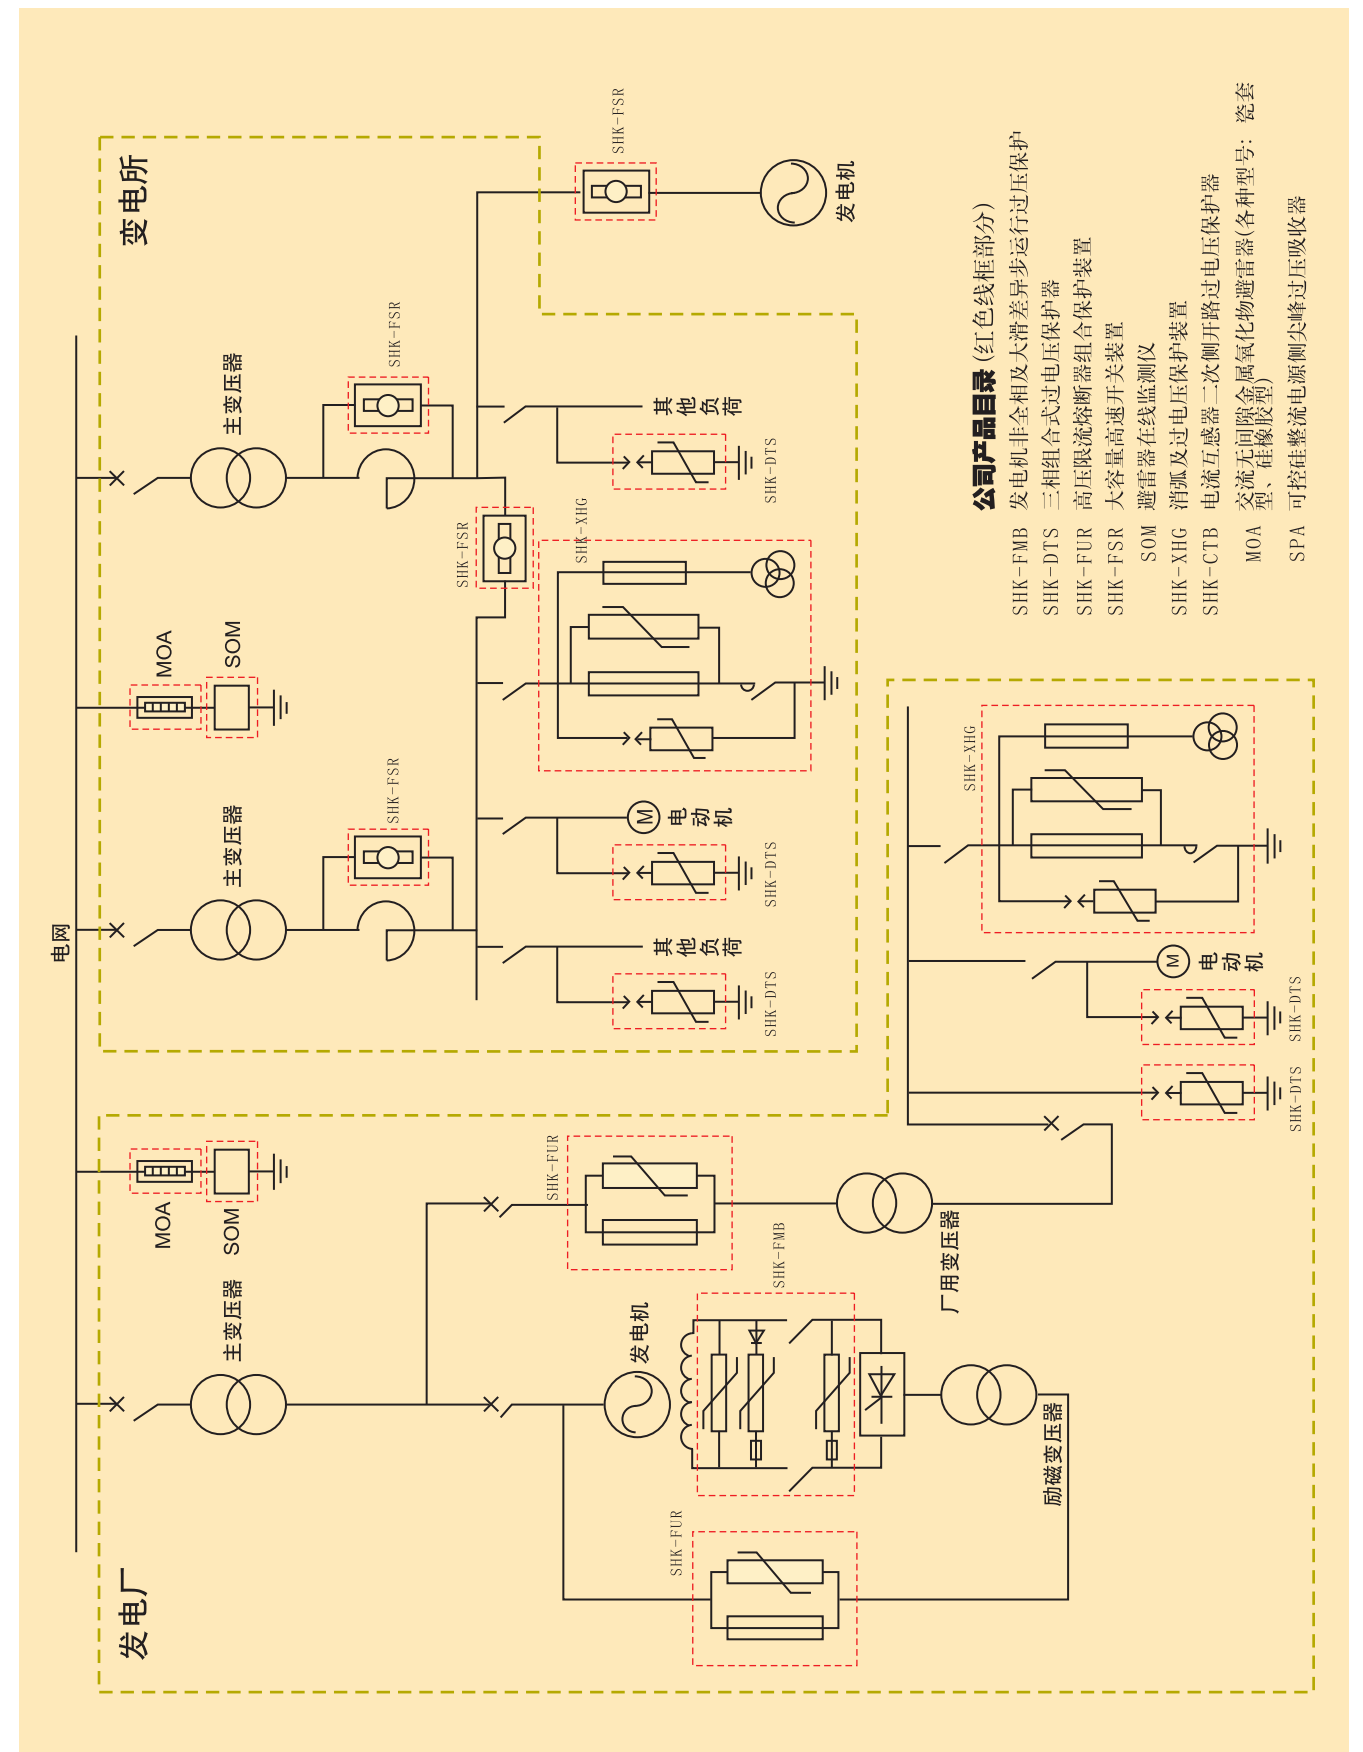 电网
发电厂
变电所
MOA
SOM
MOA
SOM
主变压器
主变压器
主变压器
SHK-FSR
SHK-FSR
SHK-FSR
SHK-FSR
SHK-FUR
SHK-XHG
发电机
其他负荷
M
电动机
其他负荷
SHK-FUR
SHK-FMB
SHK-DTS
SHK-DTS
SHK-DTS
发电机
厂用变压器
SHK-XHG
励磁变压器
M
电动机
SHK-DTS
SHK-DTS
公司产品目录(红色线框部分)
SHK-FMB 发电机非全相及大滑差异步运行过压保护
SHK-DTS 三相组合式过电压保护器
SHK-FUR 高压限流熔断器组合保护装置
SHK-FSR 大容量高速开关装置
SOM 避雷器在线监测仪
SHK-XHG 消弧及过电压保护装置
SHK-CTB 电流互感器二次侧开路过电压保护器
MOA 交流无间隙金属氧化物避雷器(各种型号: 瓷套
型、硅橡胶型)
SPA 可控硅整流电源侧尖峰过压吸收器